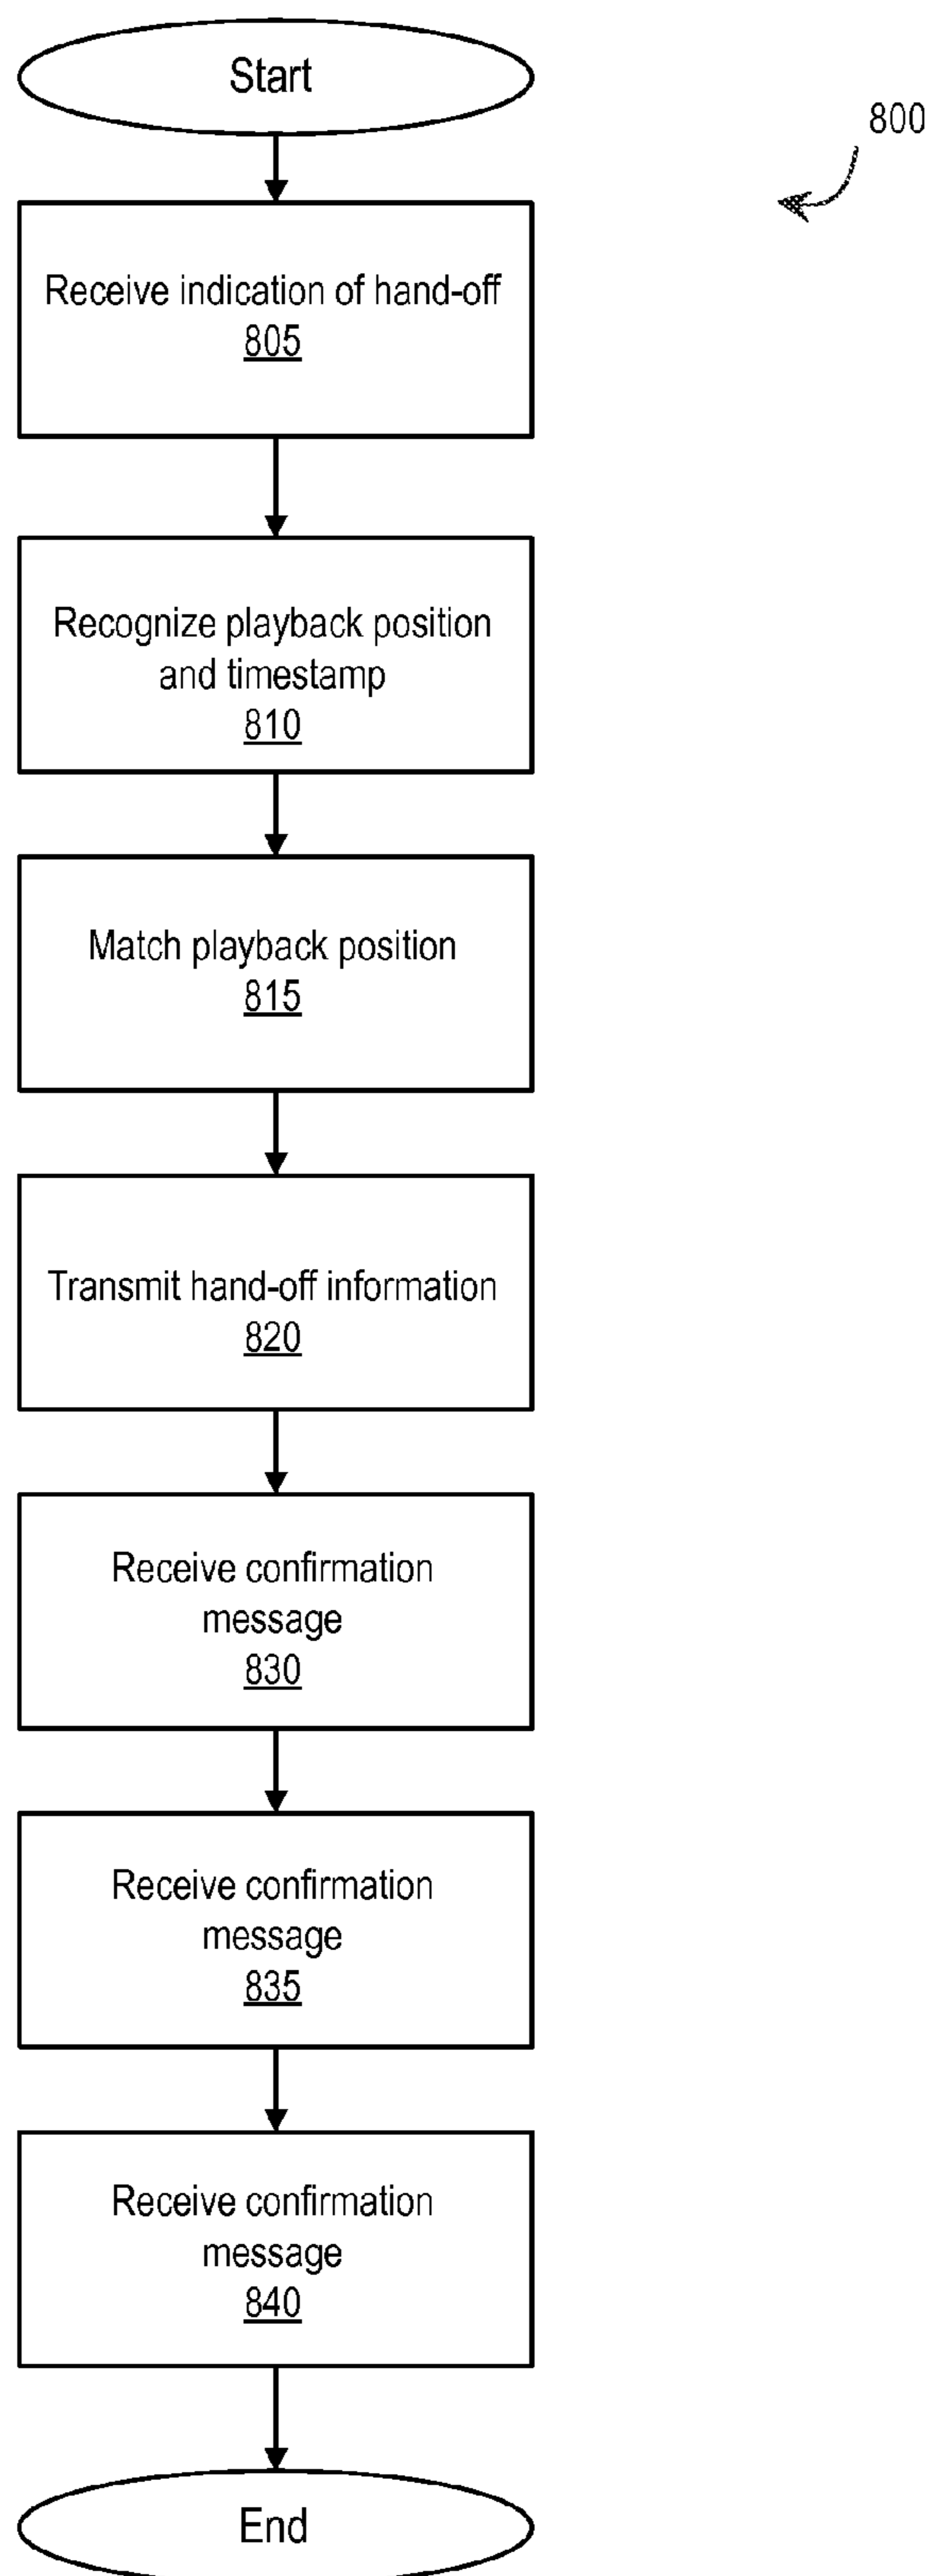 Start
800
Receive indication of hand-off
805
Recognize playback position
and timestamp
810
Match playback position
815
Transmit hand-off information
820
Receive confirmation
message
830
Receive confirmation
message
835
Receive confirmation
message
840
End